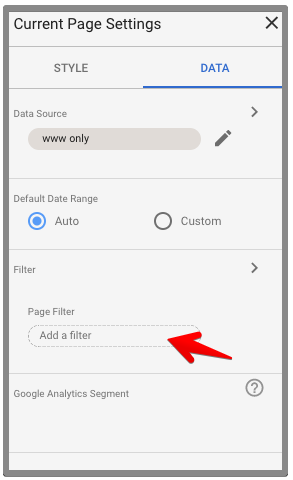 Current Page Settings
STYLE
DATA
Data Source
www only
Default Date Range
Auto
Custom
Filter
Page Filter
Add a filter
Google Analytics Segment
?